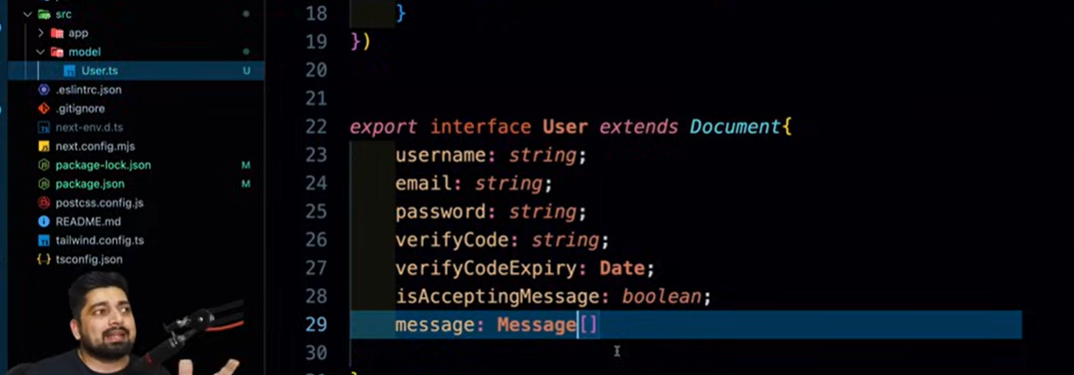 src
app
model
User.ts U
.eslintrc.json
.gitignore
next-env.d.ts
next.config.mjs
package-lock.json M
package.json M
postcss.config.js
README.md
tailwind.config.ts
tsconfig.json
18 }
19 })
20
21
22 export interface User extends Document{
23 username: string;
24 email: string;
25 password: string;
26 verifyCode: string;
27 verifyCodeExpiry: Date;
28 isAcceptingMessage: boolean;
29 message: Message[]
30